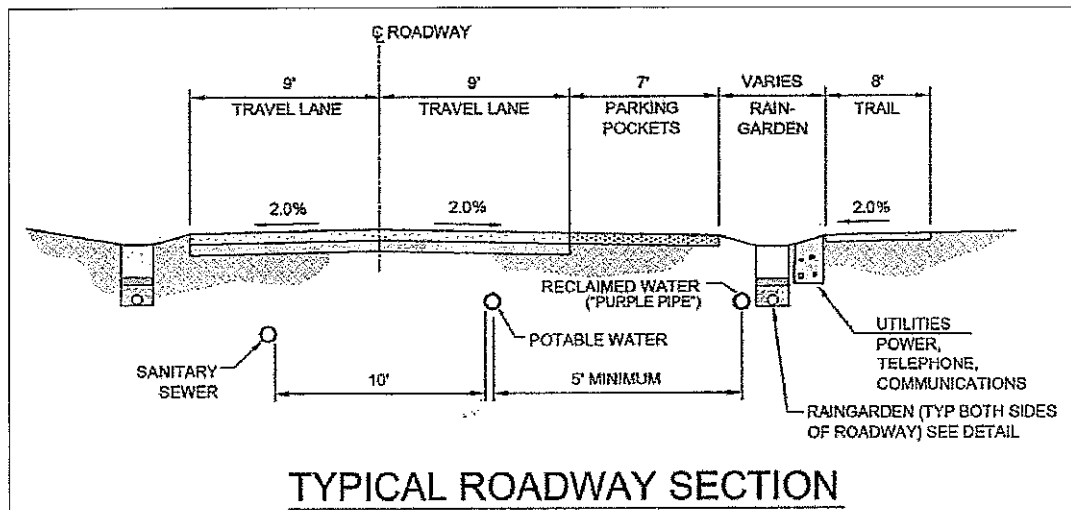 ℄ ROADWAY
9'
TRAVEL LANE
9'
TRAVEL LANE
7'
PARKING
POCKETS
VARIES
RAIN-
GARDEN
8'
TRAIL
2.0%
2.0%
2.0%
RECLAIMED WATER
("PURPLE PIPE")
POTABLE WATER
SANITARY
SEWER
10'
5' MINIMUM
UTILITIES
POWER,
TELEPHONE,
COMMUNICATIONS
RAINGARDEN (TYP BOTH SIDES
OF ROADWAY) SEE DETAIL
TYPICAL ROADWAY SECTION